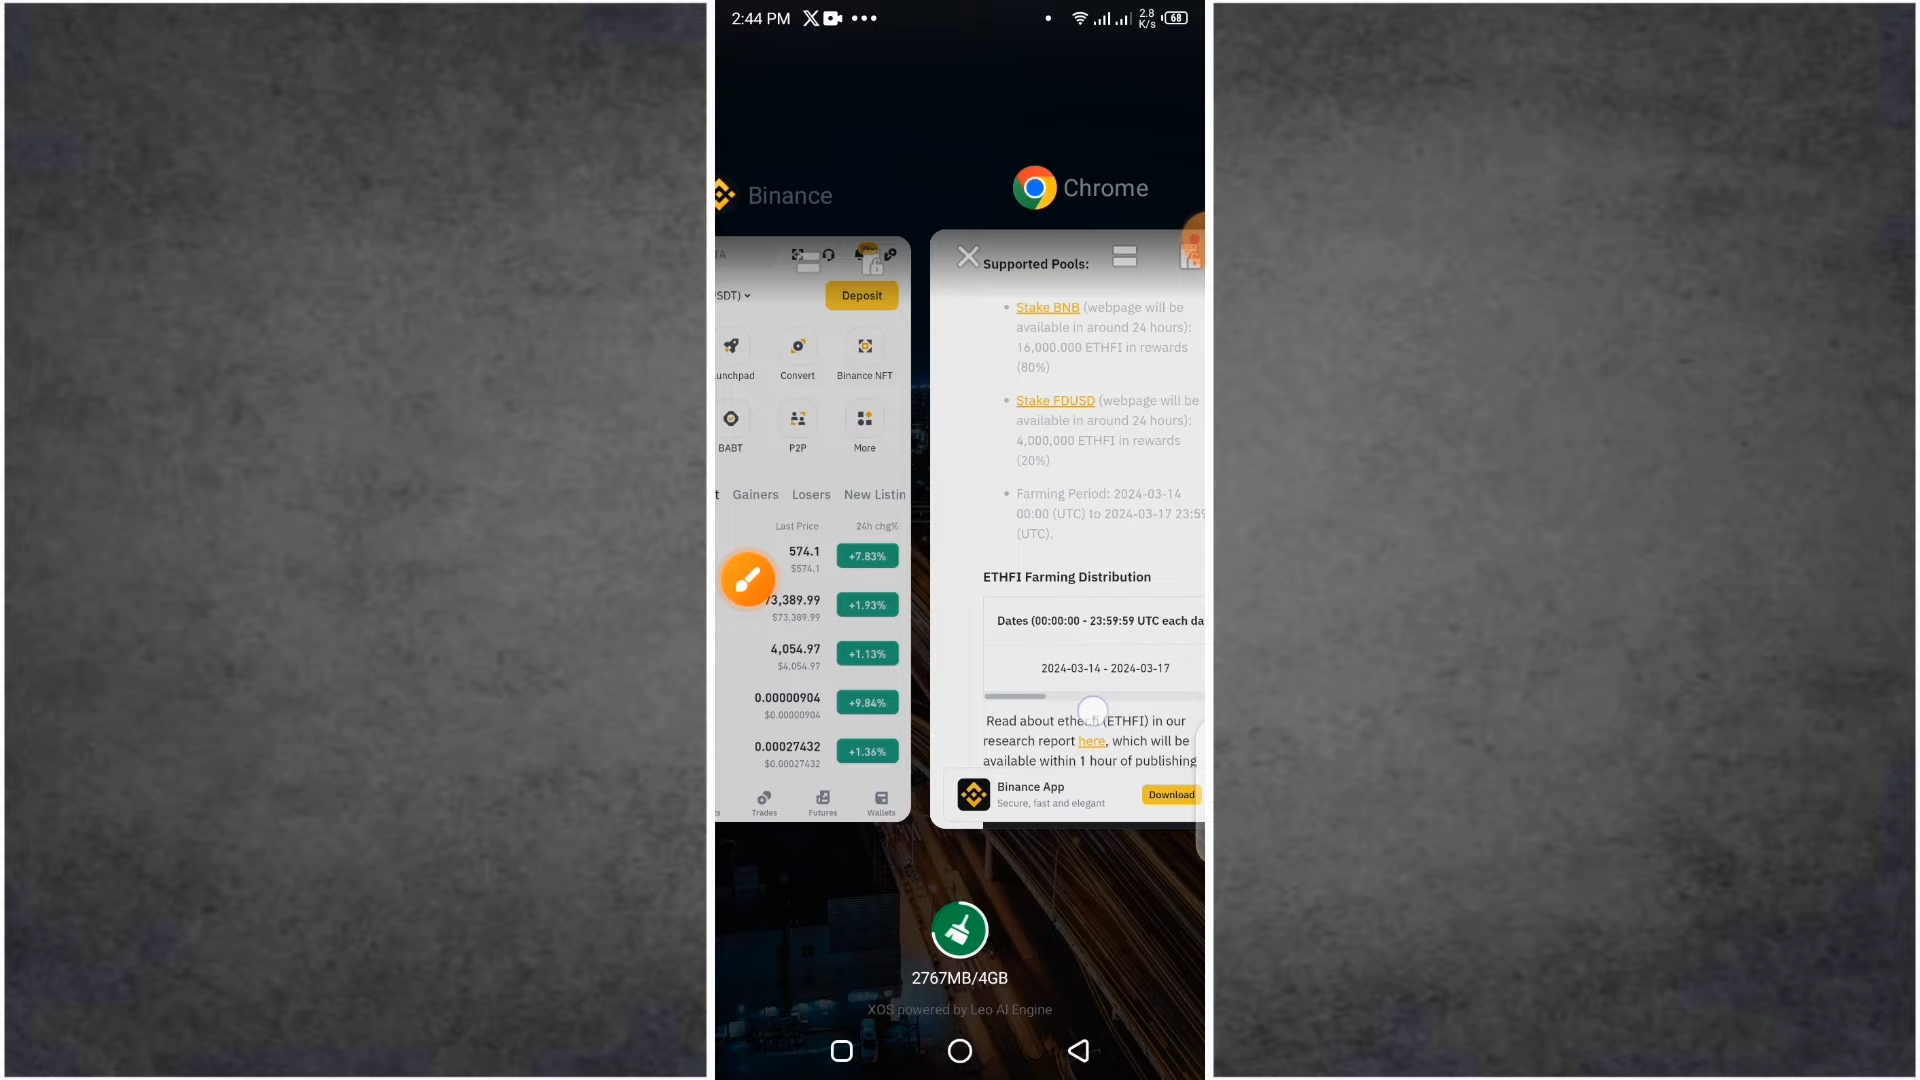 2:44 PM
2.8
K/s
68
Binance
Deposit
Convert
Binance NFT
BABT
P2P
More
Gainers Losers New Listin
Last Price 24h chg%
574.1 +7.83%
$574.1
73,389.99 +1.93%
$73,389.99
4,054.97 +1.13%
$4,054.97
0.00000904 +9.84%
$0.00000904
0.00027432 +1.36%
$0.00027432
Trades Futures Wallets
Chrome
Supported Pools:
Stake BNB (webpage will be
available in around 24 hours):
16,000.000 ETHFI in rewards
(80%)
Stake FDUSD (webpage will be
available in around 24 hours):
4,000,000 ETHFI in rewards
(20%)
Farming Period: 2024-03-14
00:00 (UTC) to 2024-03-17 23:59
(UTC).
ETHFI Farming Distribution
Dates (00:00:00 - 23:59:59 UTC each da
2024-03-14 - 2024-03-17
Read about ether.fi (ETHFI) in our
research report here, which will be
available within 1 hour of publishing
Binance App
Secure, fast and elegant
Download
2767MB/4GB
XOS powered by Leo AI Engine